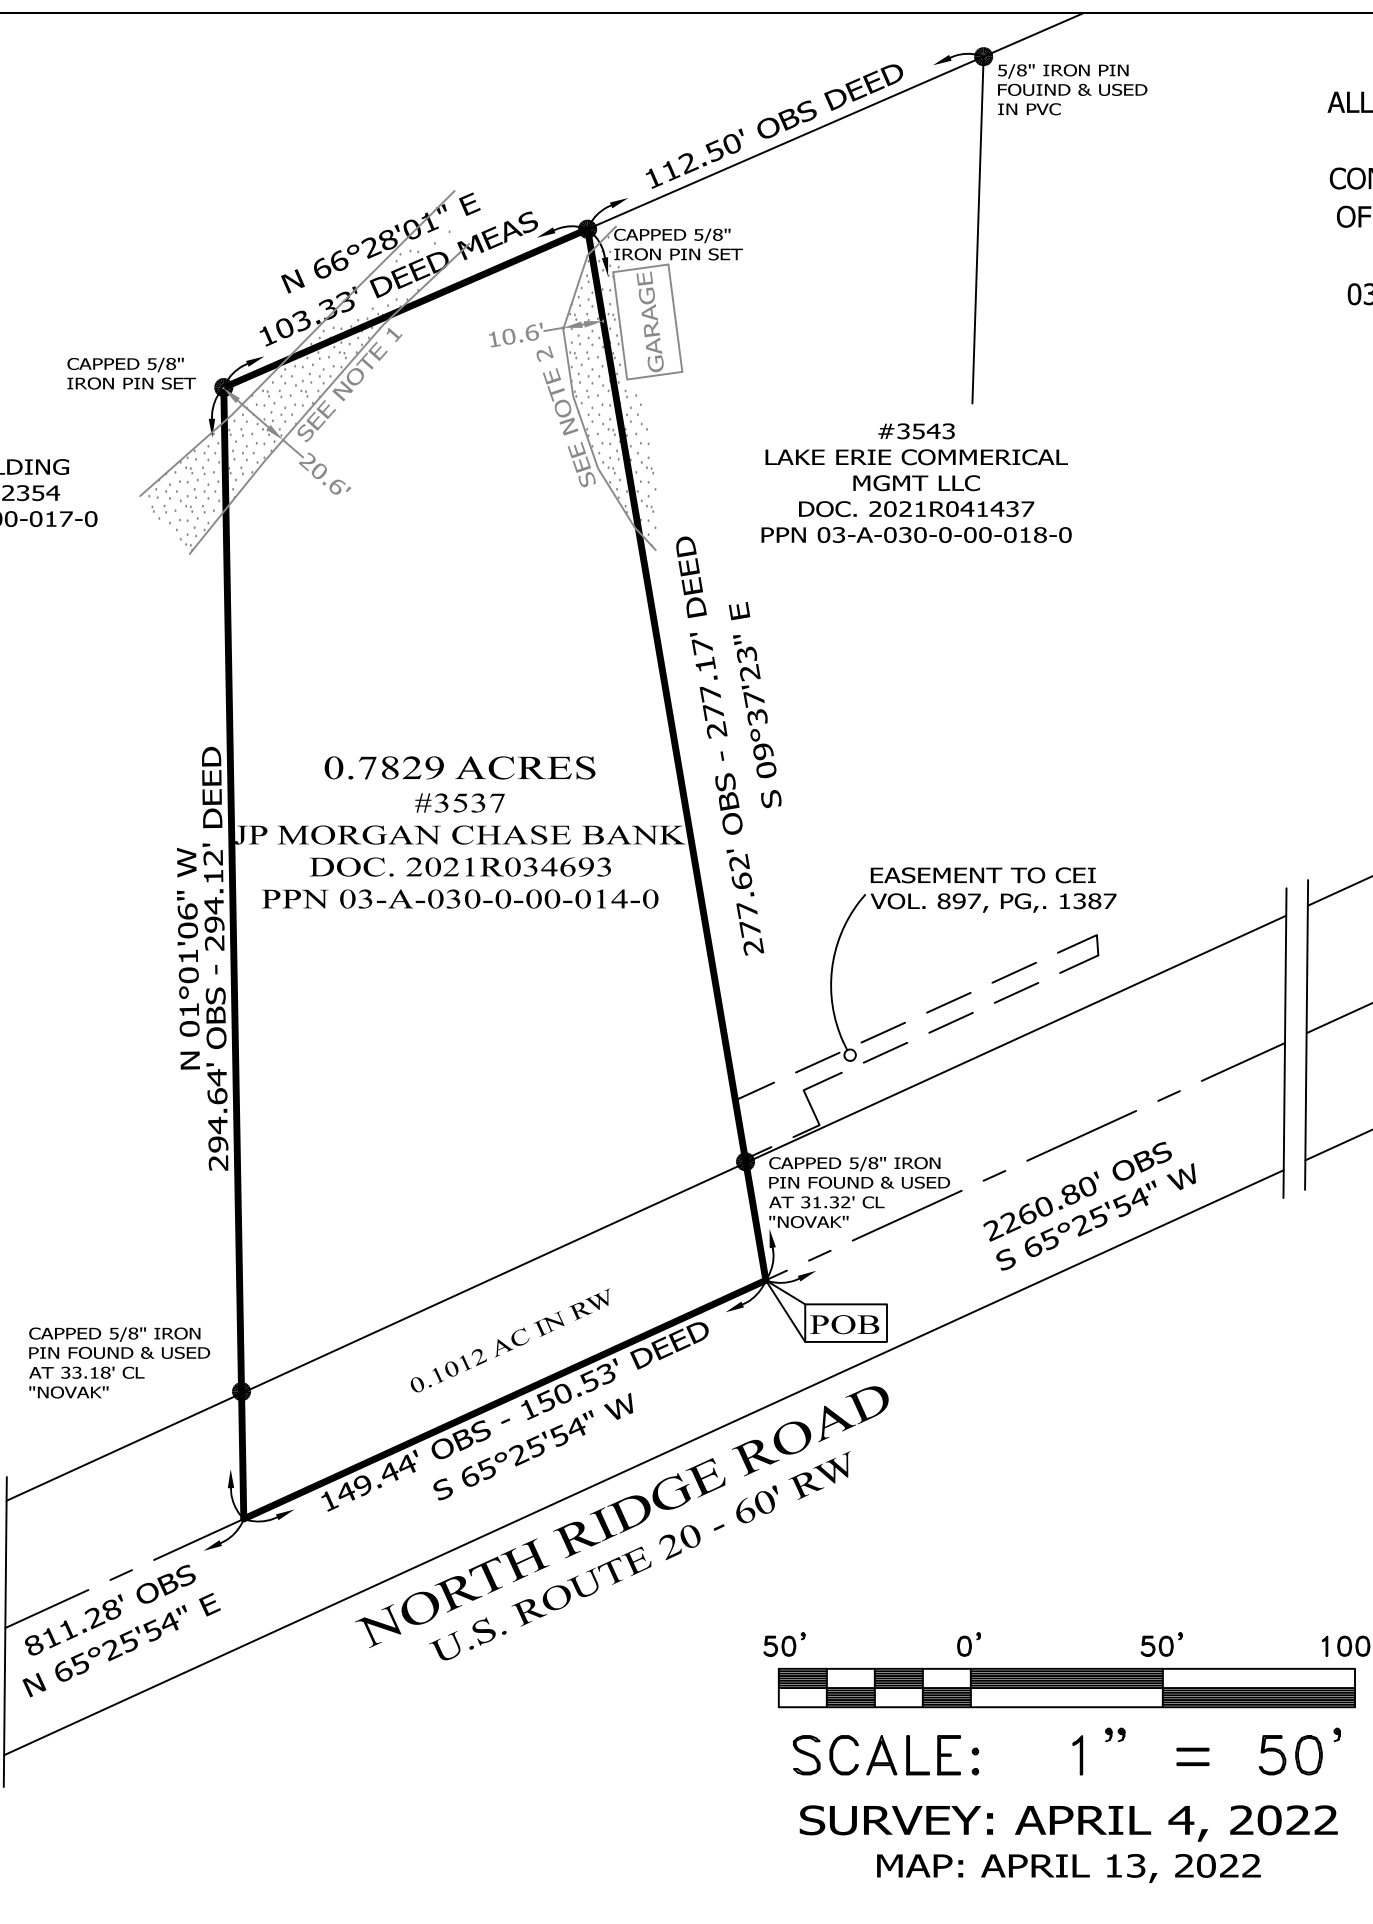 5/8" IRON PIN
FOUIND & USED
IN PVC
112.50' OBS DEED
ALL
CON
OF
03
N 66°28'01" E
103.33' DEED MEAS
CAPPED 5/8"
IRON PIN SET
GARAGE
10.6'
SEE NOTE 2
CAPPED 5/8"
IRON PIN SET
SEE NOTE 1
20.6'
LDING
2354
00-017-0
#3543
LAKE ERIE COMMERICAL
MGMT LLC
DOC. 2021R041437
PPN 03-A-030-0-00-018-0
277.62' OBS - 277.17' DEED
S 09°37'23" E
N 01°01'06" W
294.64' OBS - 294.12' DEED
0.7829 ACRES
#3537
JP MORGAN CHASE BANK
DOC. 2021R034693
PPN 03-A-030-0-00-014-0
EASEMENT TO CEI
VOL. 897, PG,. 1387
CAPPED 5/8" IRON
PIN FOUND & USED
AT 31.32' CL
"NOVAK"
2260.80' OBS
S 65°25'54" W
POB
0.1012 AC IN RW
CAPPED 5/8" IRON
PIN FOUND & USED
AT 33.18' CL
"NOVAK"
149.44' OBS - 150.53' DEED
S 65°25'54" W
NORTH RIDGE ROAD
U.S. ROUTE 20 - 60' RW
811.28' OBS
N 65°25'54" E
50' 0' 50' 100
SCALE: 1" = 50'
SURVEY: APRIL 4, 2022
MAP: APRIL 13, 2022